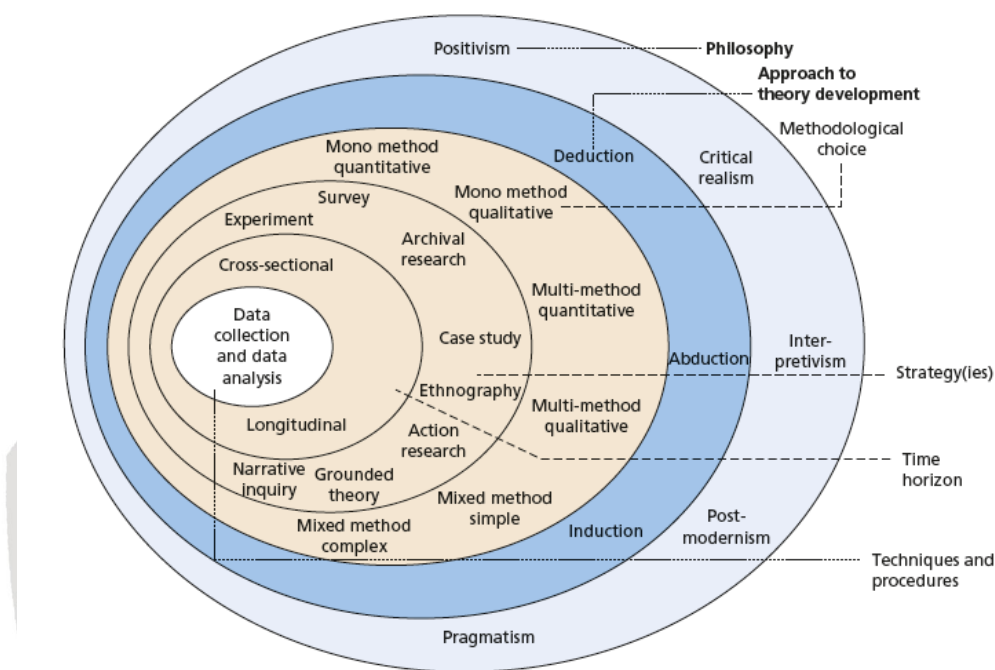 Positivism
Philosophy
Approach to
theory development
Methodological
choice
Mono method
quantitative
Deduction
Critical
realism
Mono method
qualitative
Survey
Experiment
Archival
research
Cross-sectional
Multi-method
quantitative
Data
collection
and data
analysis
Case study
Abduction
Inter-
pretivism
Strategy(ies)
Ethnography
Multi-method
qualitative
Longitudinal
Action
research
Time
horizon
Narrative
inquiry
Grounded
theory
Mixed method
simple
Mixed method
complex
Induction
Post-
modernism
Techniques and
procedures
Pragmatism